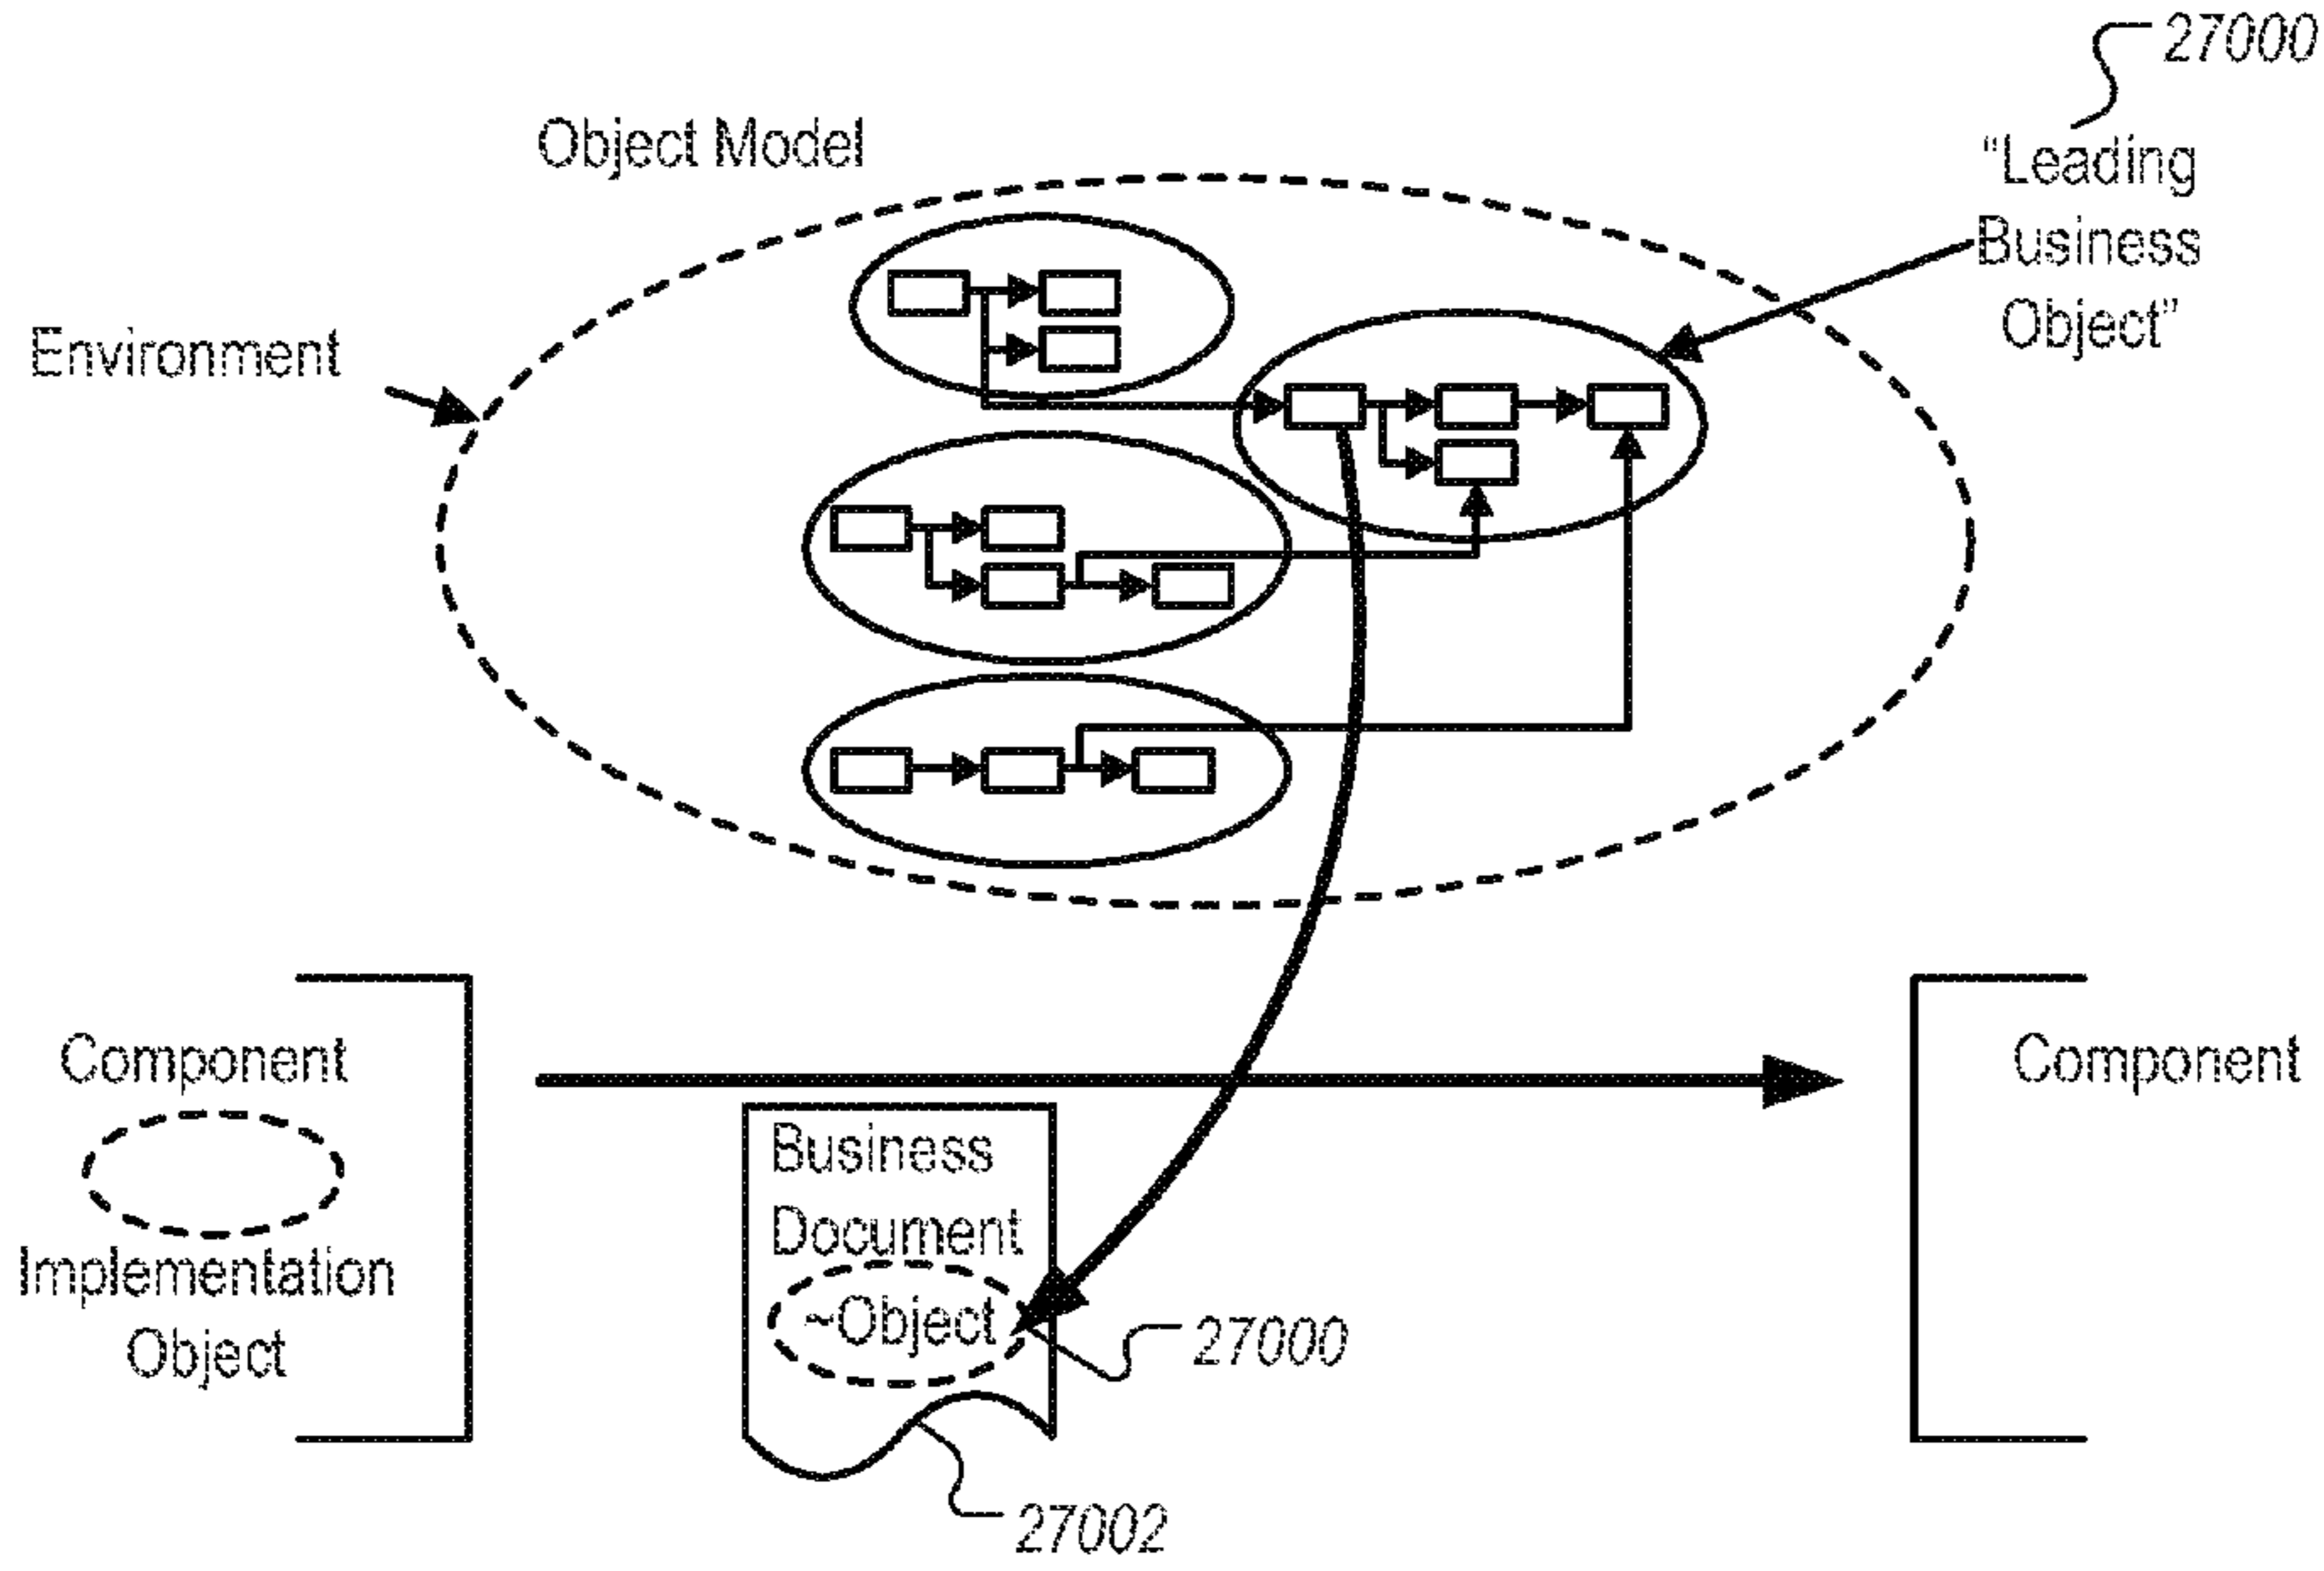 27000
Object Model
"Leading
Business
Object"
Environment
Component
Implementation
Object
Component
Business
Document
~Object
27000
27002